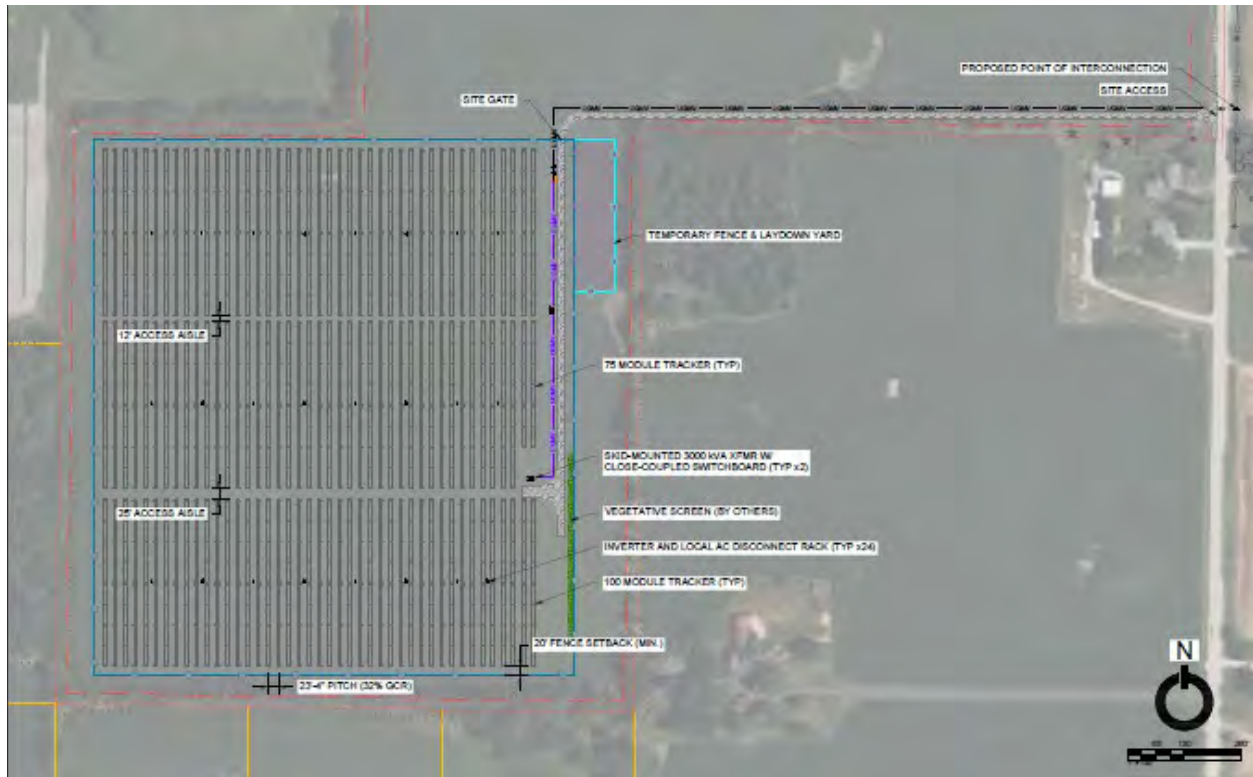 PROPOSED POINT OF INTERCONNECTION
SITE ACCESS
SITE GATE
TEMPORARY FENCE & LAYDOWN YARD
12' ACCESS AISLE
75 MODULE TRACKER (TYP)
SKID-MOUNTED 3000 kVA XFMR W/
CLOSE-COUPLED SWITCHBOARD (TYP x2)
25' ACCESS AISLE
VEGETATIVE SCREEN (BY OTHERS)
INVERTER AND LOCAL AC DISCONNECT RACK (TYP x24)
100 MODULE TRACKER (TYP)
20' FENCE SETBACK (MIN.)
23'-4" PITCH (32% GCR)
N